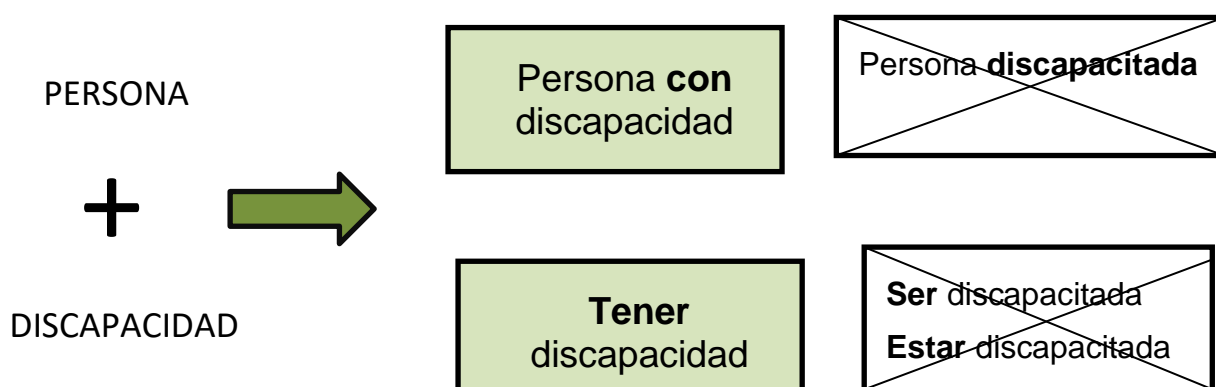 PERSONA
+
DISCAPACIDAD
Persona con
discapacidad
Persona discapacitada
Tener
discapacidad
Ser discapacitada
Estar discapacitada